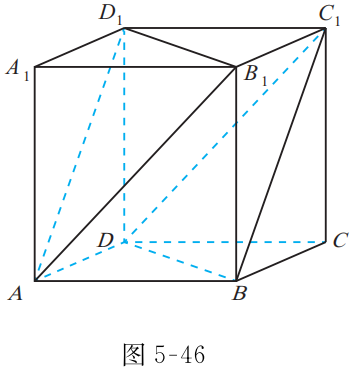 D₁ C₁
A₁ B₁
D C
A B
图 5-46